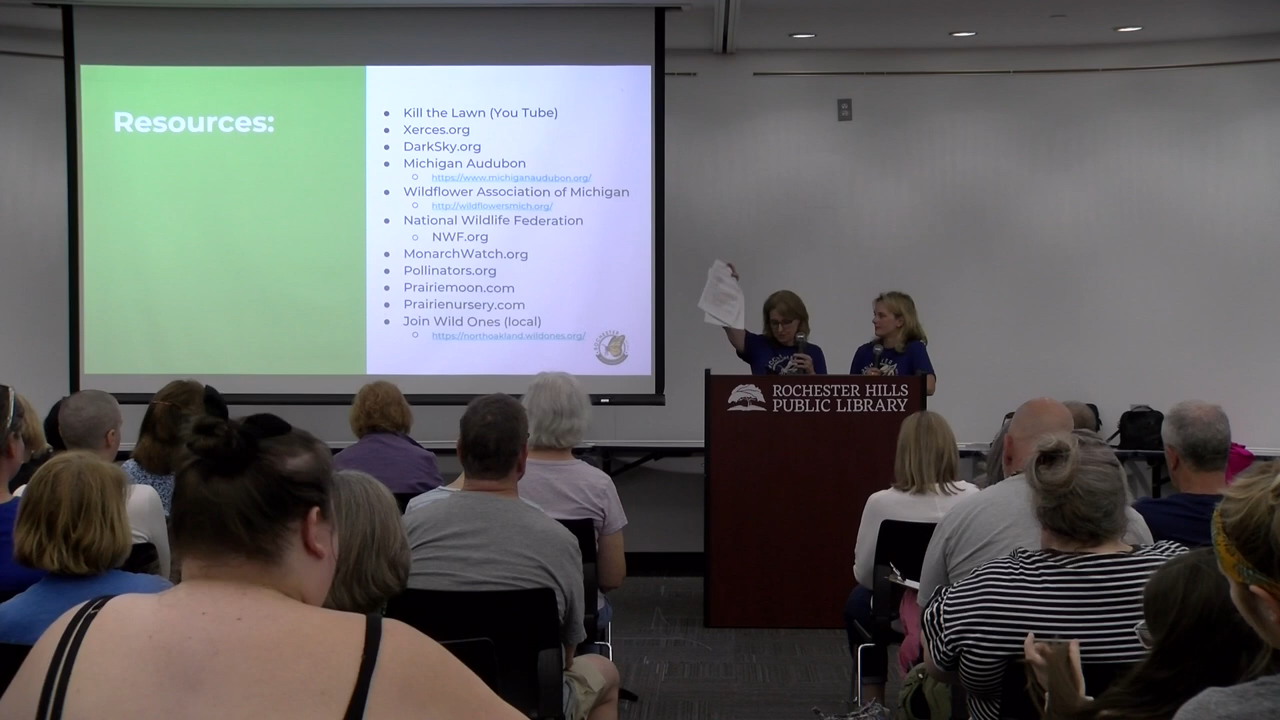 Resources:
Kill the Lawn (You Tube)
Xerces.org
DarkSky.org
Michigan Audubon
https://www.michiganaudubon.org/
Wildflower Association of Michigan
http://wildflowersmich.org/
National Wildlife Federation
NWF.org
MonarchWatch.org
Pollinators.org
Prairiemoon.com
Prairienursery.com
Join Wild Ones (local)
https://northoakland.wildones.org/
ROCHESTER
ROCHESTER HILLS
PUBLIC LIBRARY